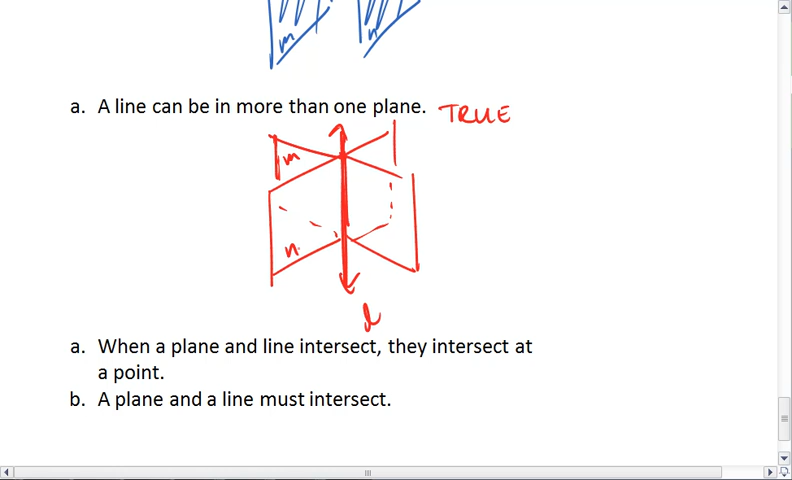 m n
a. A line can be in more than one plane. TRUE
m
n
l
a. When a plane and line intersect, they intersect at
a point.
b. A plane and a line must intersect.